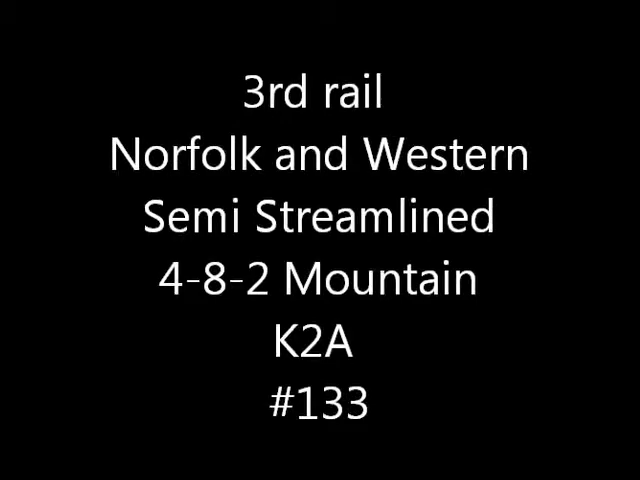 3rd rail
Norfolk and Western
Semi Streamlined
4-8-2 Mountain
K2A
#133